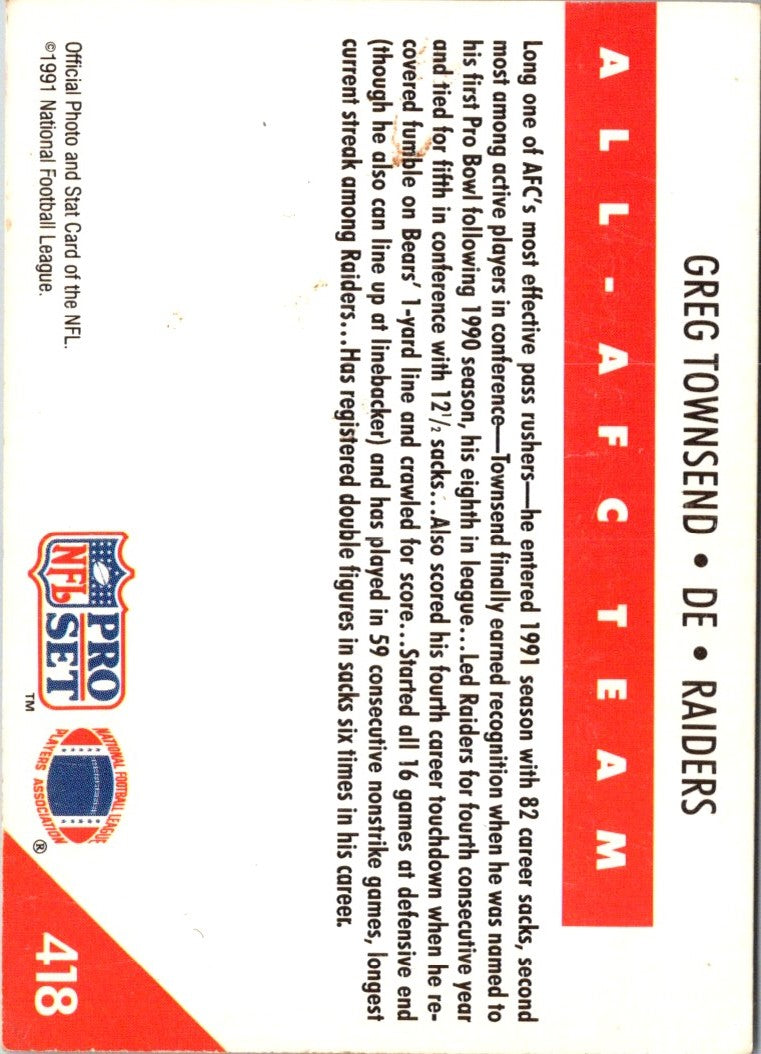 GREG TOWNSEND • DE • RAIDERS
ALL-AFC TEAM
Long one of AFC's most effective pass rushers—he entered 1991 season with 82 career sacks, second
most among active players in conference—Townsend finally earned recognition when he was named to
his first Pro Bowl following 1990 season, his eighth in league...Led Raiders for fourth consecutive year
and tied for fifth in conference with 12½ sacks...Also scored his fourth career touchdown when he re-
covered fumble on Bears' 1-yard line and crawled for score...Started all 16 games at defensive end
(though he also can line up at linebacker) and has played in 59 consecutive nonstrike games, longest
current streak among Raiders...Has registered double figures in sacks six times in his career.
Official Photo and Stat Card of the NFL.
©1991 National Football League.
NFL
PRO
SET
TM
NATIONAL FOOTBALL LEAGUE
PLAYERS ASSOCIATION
®
418